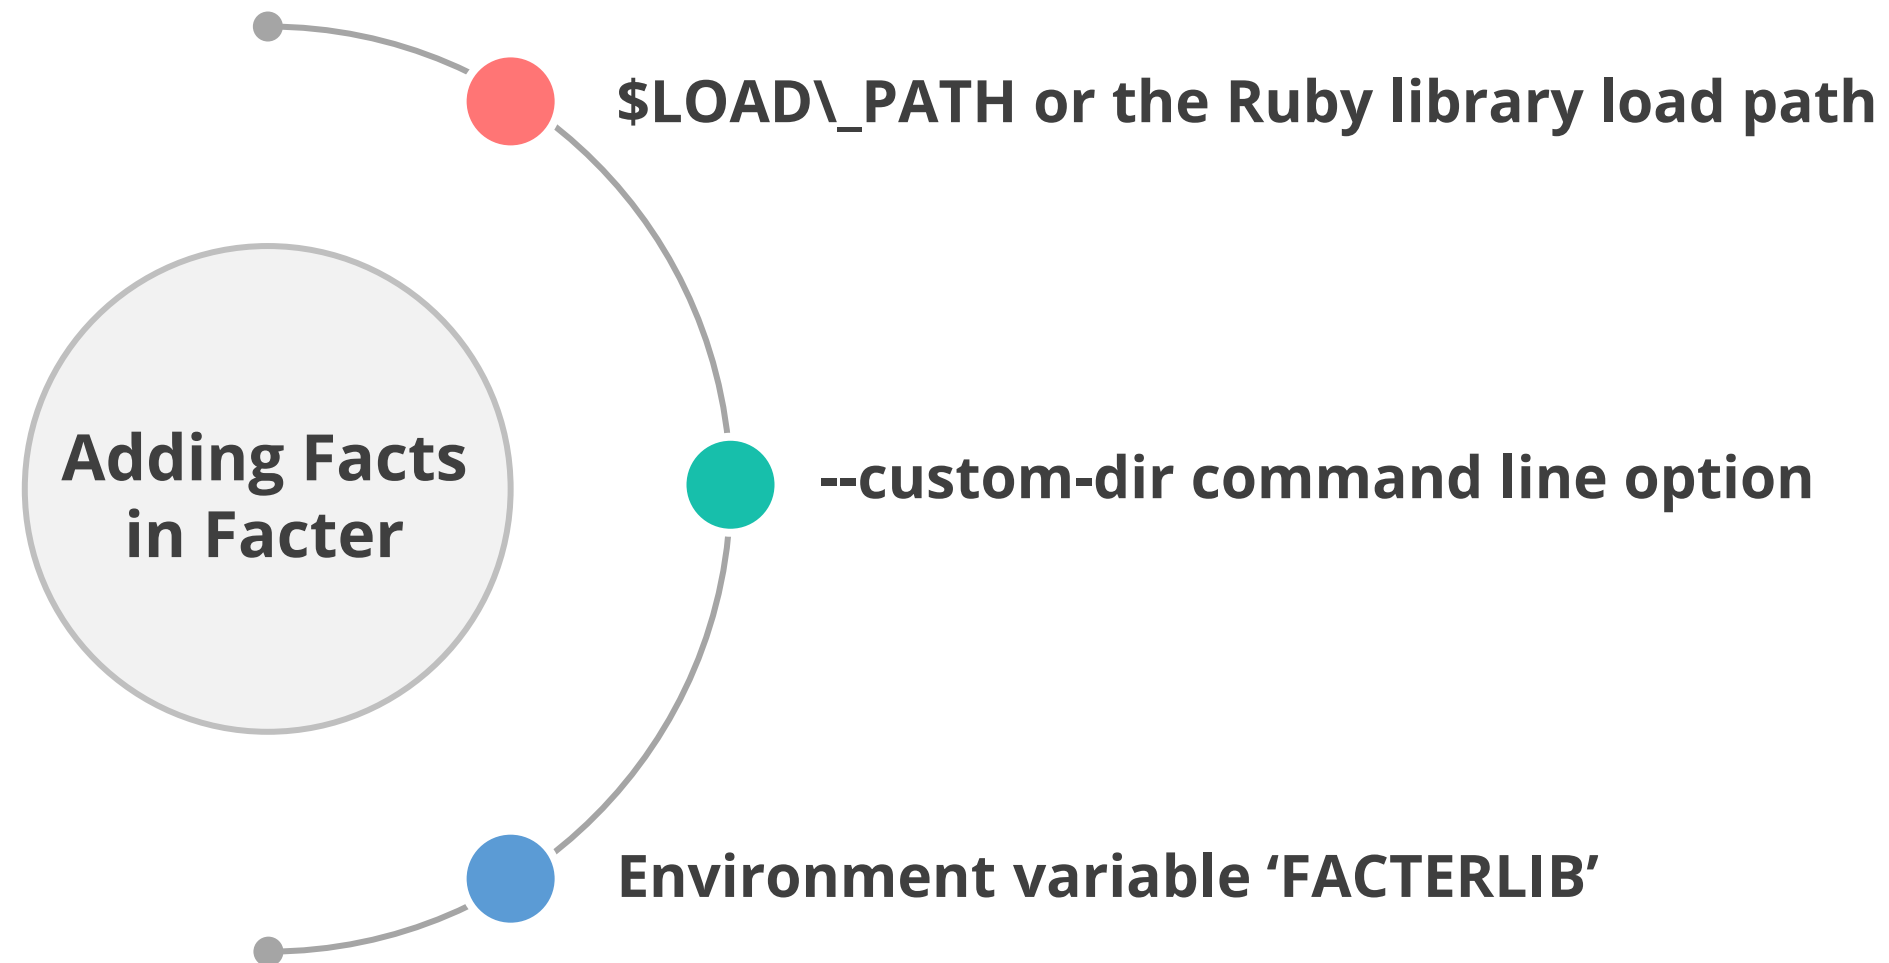 $LOAD\_PATH or the Ruby library load path
Adding Facts
in Facter
--custom-dir command line option
Environment variable ‘FACTERLIB’